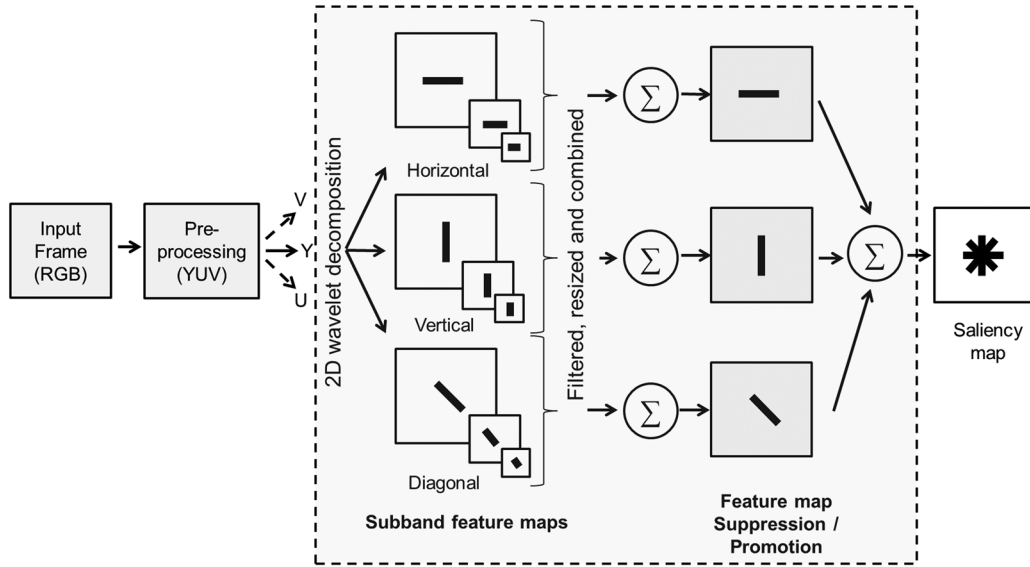 Input
Frame
(RGB)
Pre-
processing
(YUV)
V
Y
U
2D wavelet decomposition
Horizontal
Vertical
Diagonal
Subband feature maps
Filtered, resized and combined
Σ
Σ
Σ
Feature map
Suppression /
Promotion
Σ
Saliency
map